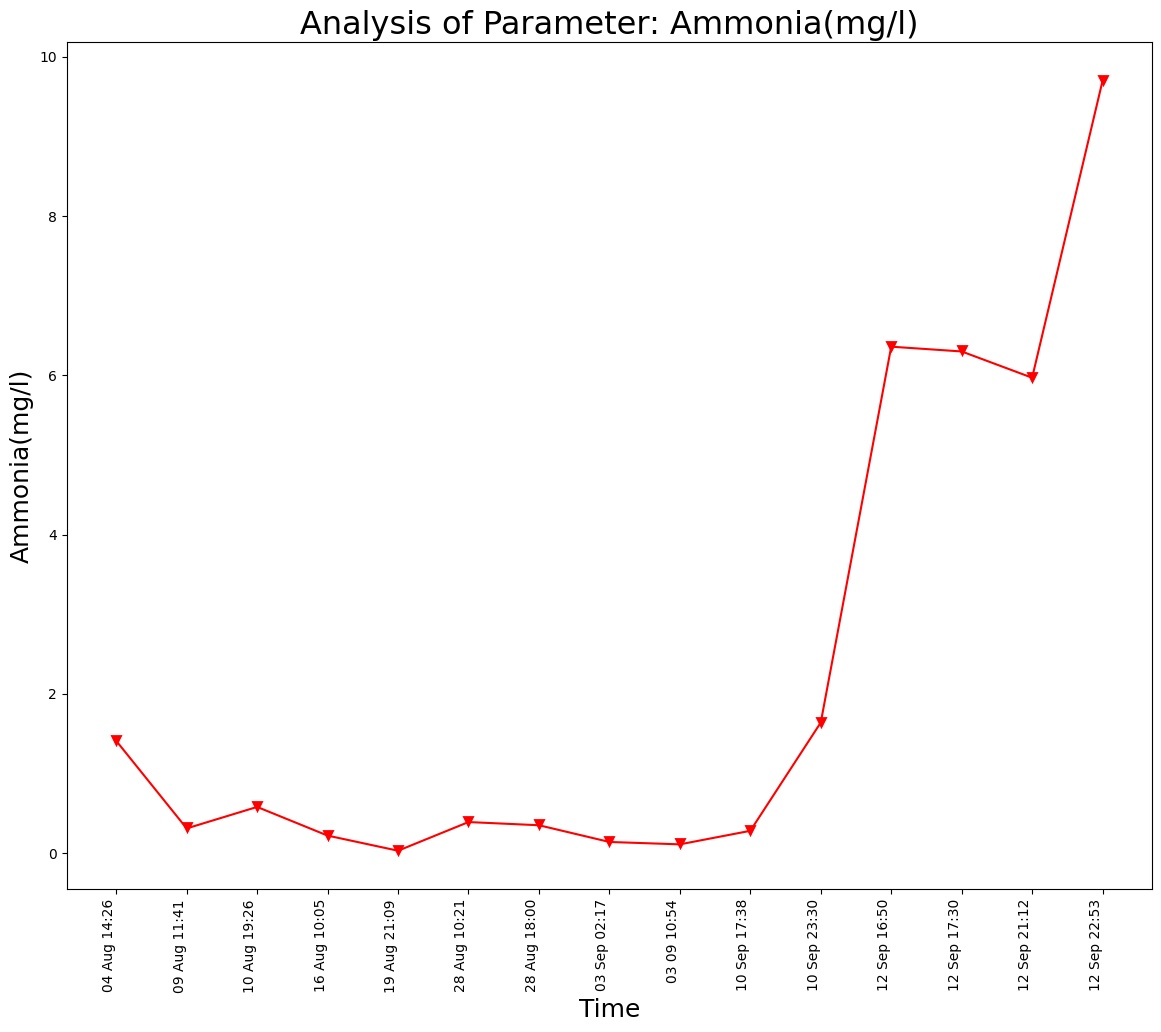 Analysis of Parameter: Ammonia(mg/l)
Ammonia(mg/l)
10
8
6
4
2
0
04 Aug 14:26
09 Aug 11:41
10 Aug 19:26
16 Aug 10:05
19 Aug 21:09
28 Aug 10:21
28 Aug 18:00
03 Sep 02:17
03 09 10:54
10 Sep 17:38
10 Sep 23:30
12 Sep 16:50
12 Sep 17:30
12 Sep 21:12
12 Sep 22:53
Time